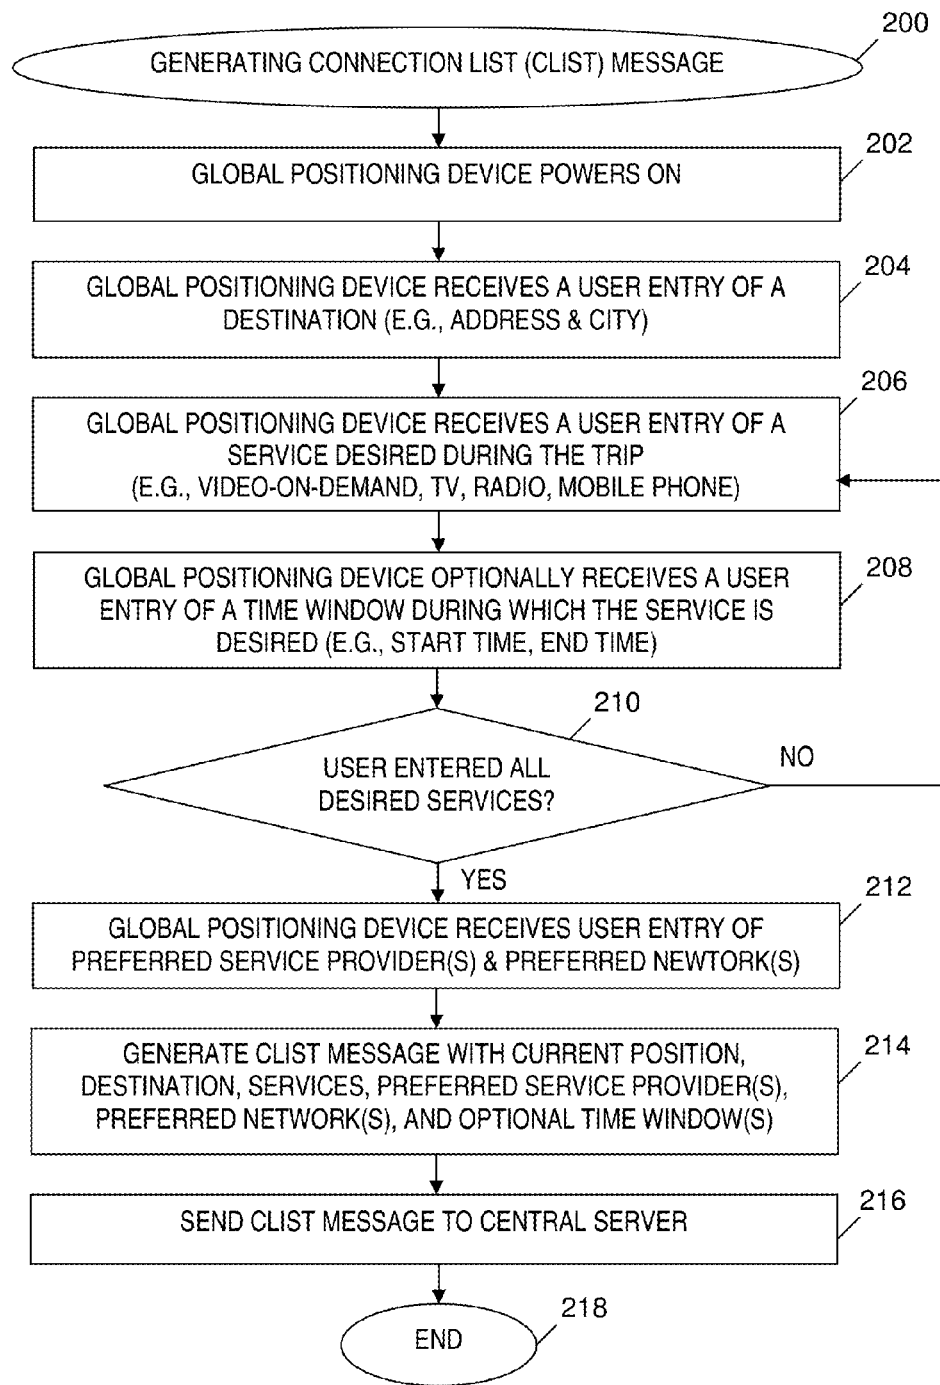 200
GENERATING CONNECTION LIST (CLIST) MESSAGE
202
GLOBAL POSITIONING DEVICE POWERS ON
204
GLOBAL POSITIONING DEVICE RECEIVES A USER ENTRY OF A
DESTINATION (E.G., ADDRESS & CITY)
206
GLOBAL POSITIONING DEVICE RECEIVES A USER ENTRY OF A
SERVICE DESIRED DURING THE TRIP
(E.G., VIDEO-ON-DEMAND, TV, RADIO, MOBILE PHONE)
208
GLOBAL POSITIONING DEVICE OPTIONALLY RECEIVES A USER
ENTRY OF A TIME WINDOW DURING WHICH THE SERVICE IS
DESIRED (E.G., START TIME, END TIME)
210
USER ENTERED ALL
DESIRED SERVICES?
NO
YES
212
GLOBAL POSITIONING DEVICE RECEIVES USER ENTRY OF
PREFERRED SERVICE PROVIDER(S) & PREFERRED NEWTORK(S)
214
GENERATE CLIST MESSAGE WITH CURRENT POSITION,
DESTINATION, SERVICES, PREFERRED SERVICE PROVIDER(S),
PREFERRED NETWORK(S), AND OPTIONAL TIME WINDOW(S)
216
SEND CLIST MESSAGE TO CENTRAL SERVER
218
END